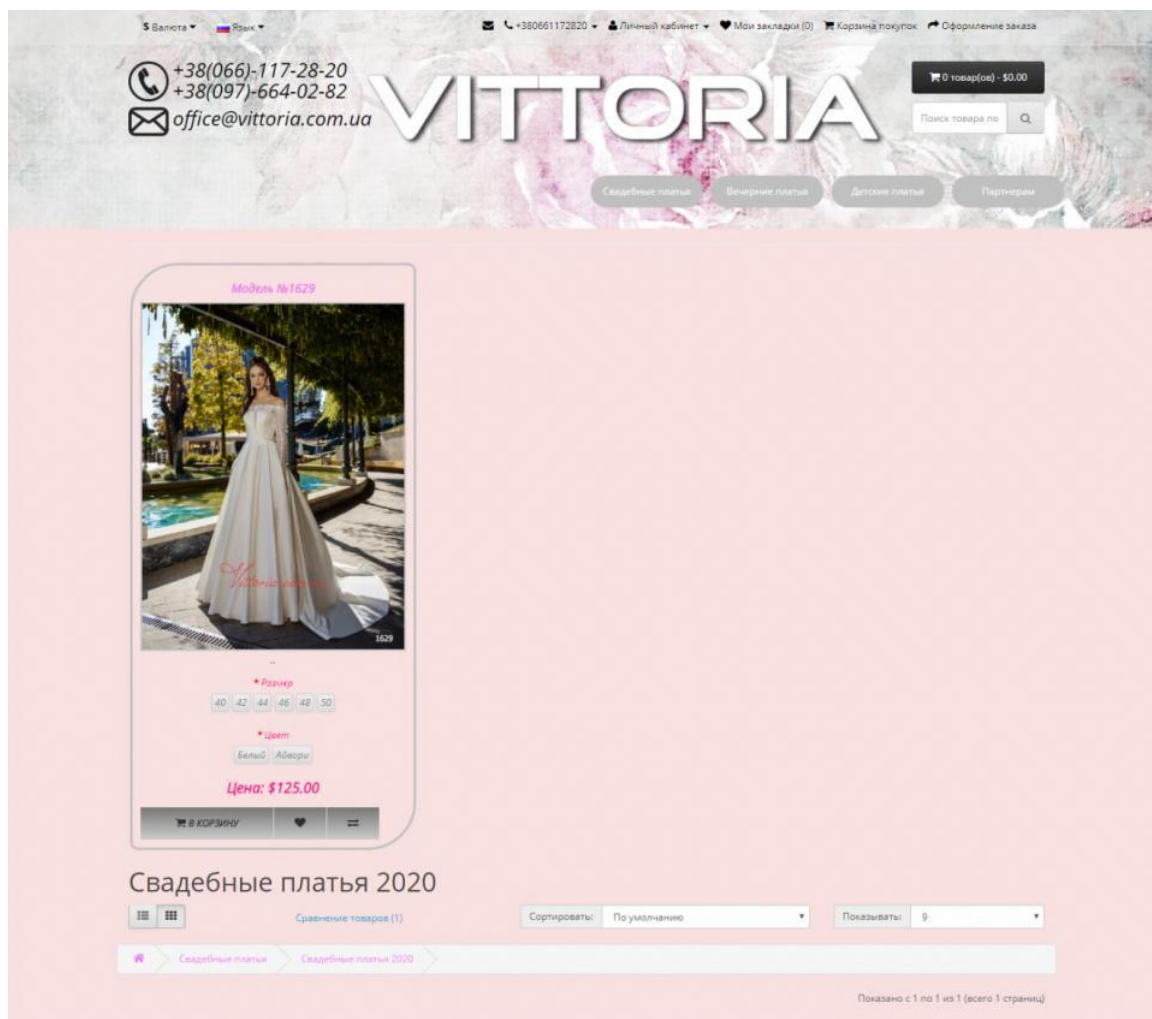 $ Валюта Язык +380661172820 Личный кабинет Мои закладки (0) Корзина покупок Оформление заказа
+38(066)-117-28-20
+38(097)-664-02-82
office@vittoria.com.ua
VITTORIA
0 товар(ов) - $0.00
Поиск товара по
Свадебные платья Вечерние платья Детские платья Партнерам
Модель №1629
1629
..
* Размер
40 42 44 46 48 50
* Цвет
Белый Айвори
Цена: $125.00
В КОРЗИНУ
Свадебные платья 2020
Сравнение товаров (1) Сортировать: По умолчанию Показывать: 9
Свадебные платья Свадебные платья 2020
Показано с 1 по 1 из 1 (всего 1 страниц)